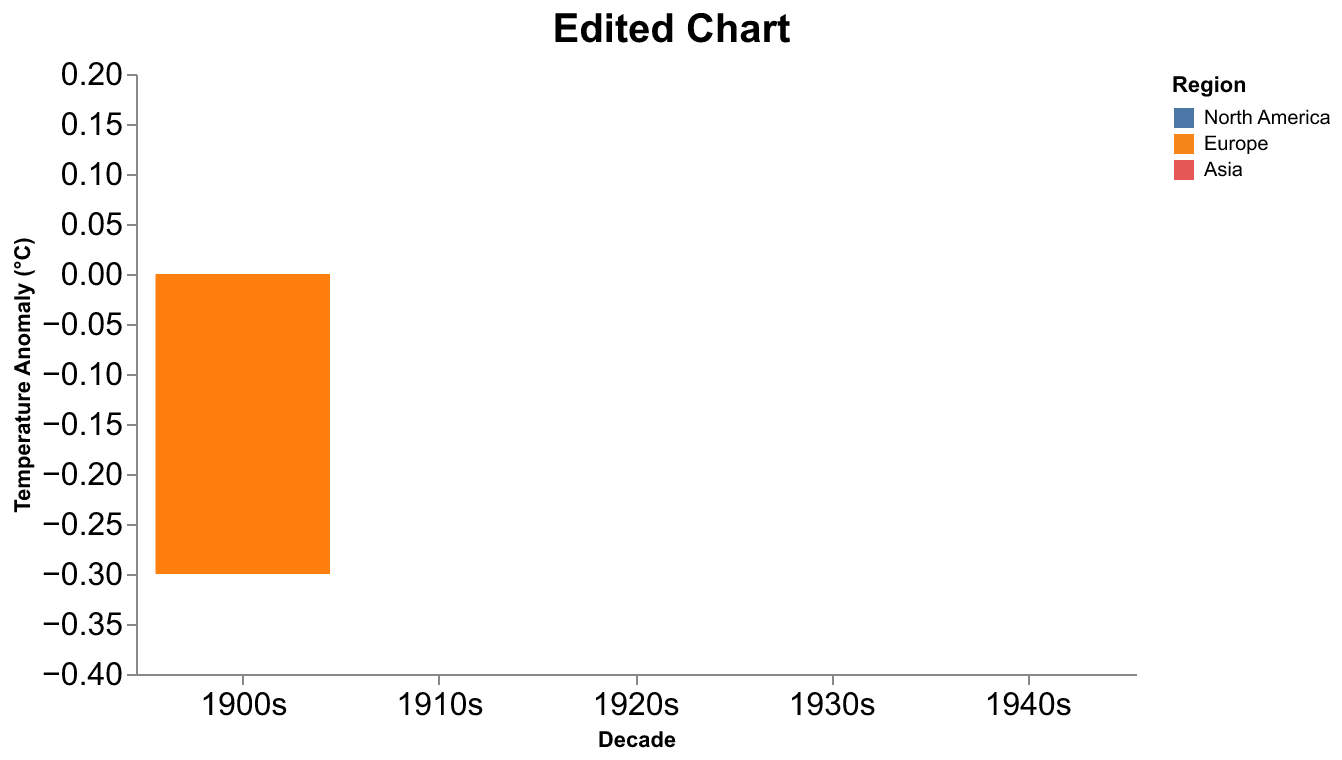 Edited Chart
0.20
0.15
0.10
0.05
0.00
−0.05
−0.10
−0.15
−0.20
−0.25
−0.30
−0.35
−0.40
Temperature Anomaly (°C)
1900s 1910s 1920s 1930s 1940s
Decade
Region
North America
Europe
Asia